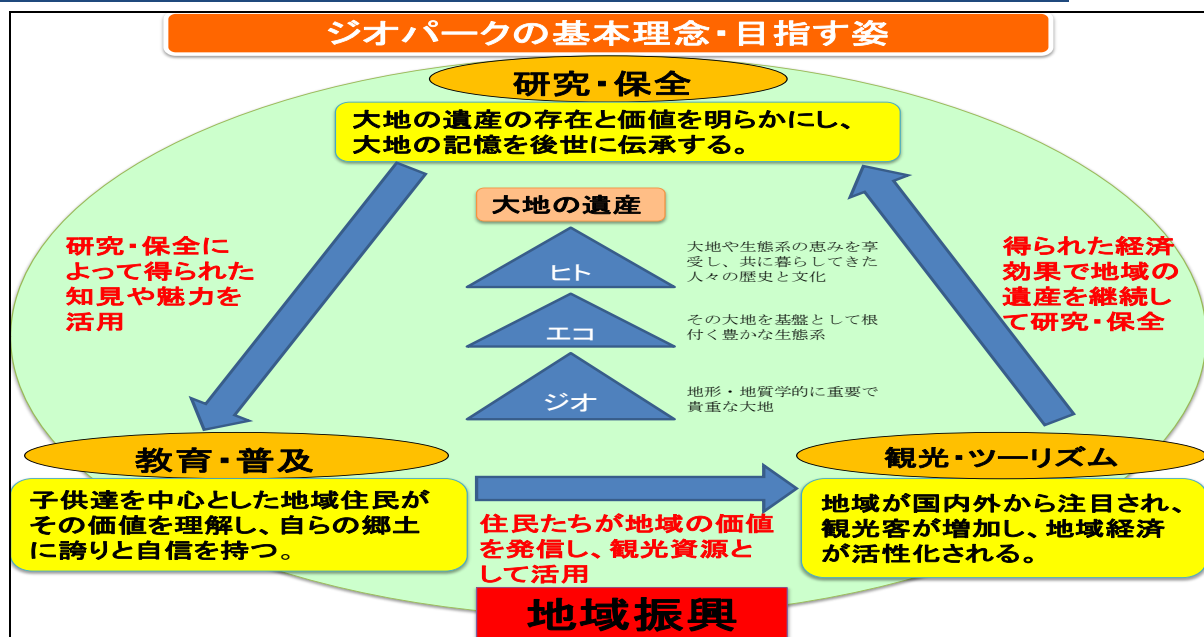 ジオパークの基本理念・目指す姿
研究・保全
大地の遺産の存在と価値を明らかにし、
大地の記憶を後世に伝承する。
大地の遺産
研究・保全に
よって得られた
知見や魅力を
活用
ヒト
大地や生態系の恵みを享
受し、共に暮らしてきた
人々の歴史と文化
エコ
その大地を基盤として根
付く豊かな生態系
ジオ
地形・地質学的に重要で
貴重な大地
得られた経済
効果で地域の
遺産を継続し
て研究・保全
教育・普及
子供達を中心とした地域住民が
その価値を理解し、自らの郷土
に誇りと自信を持つ。
住民たちが地域の価値
を発信し、観光資源と
して活用
観光・ツーリズム
地域が国内外から注目され、
観光客が増加し、地域経済
が活性化される。
地域振興